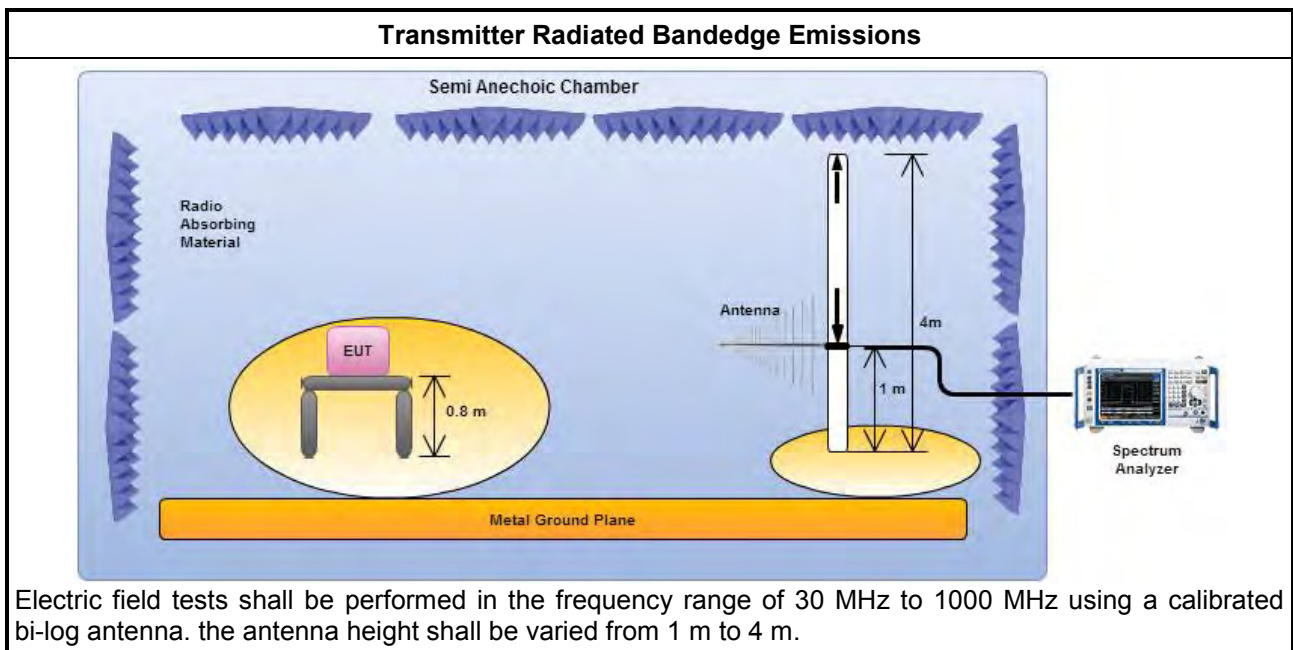 Transmitter Radiated Bandedge Emissions
Semi Anechoic Chamber
Radio
Absorbing
Material
Antenna
4m
EUT
1 m
0.8 m
Spectrum
Analyzer
Metal Ground Plane
Electric field tests shall be performed in the frequency range of 30 MHz to 1000 MHz using a calibrated
bi-log antenna. the antenna height shall be varied from 1 m to 4 m.